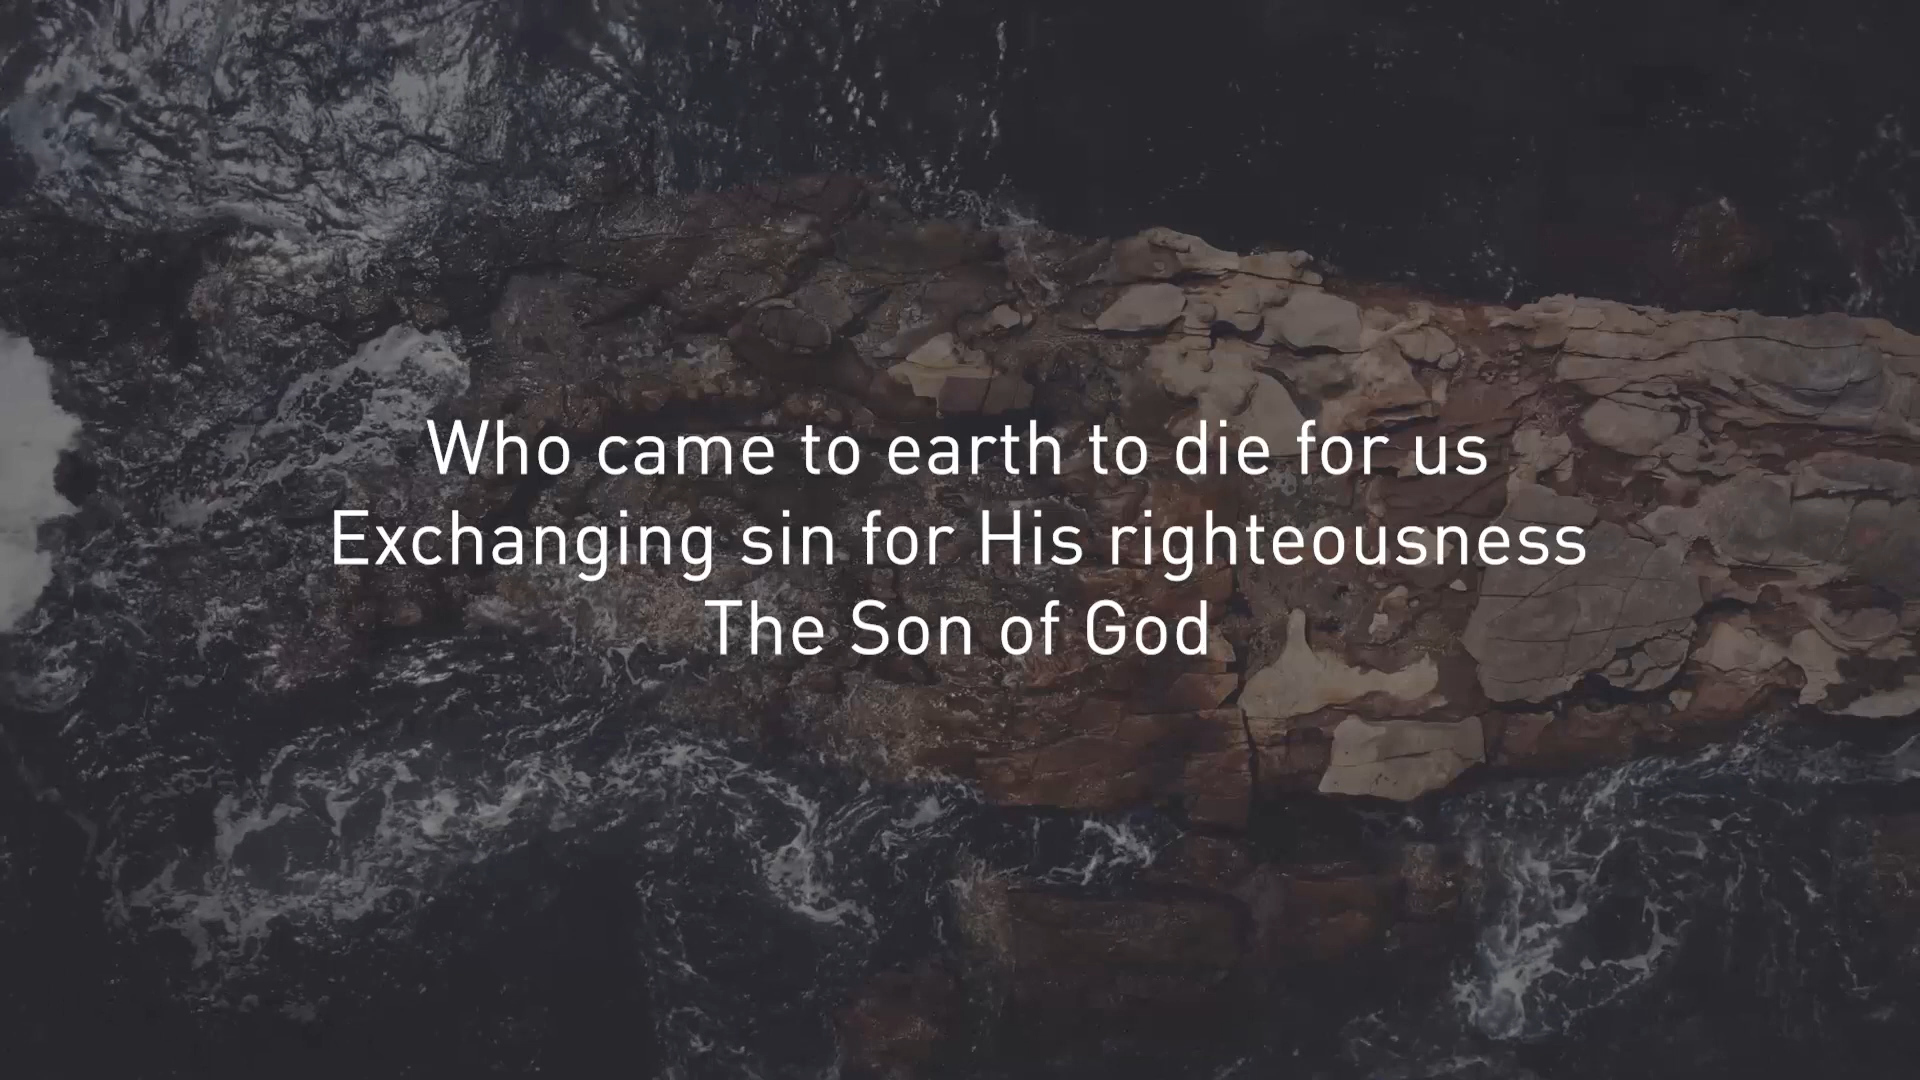 Who came to earth to die for us
Exchanging sin for His righteousness
The Son of God